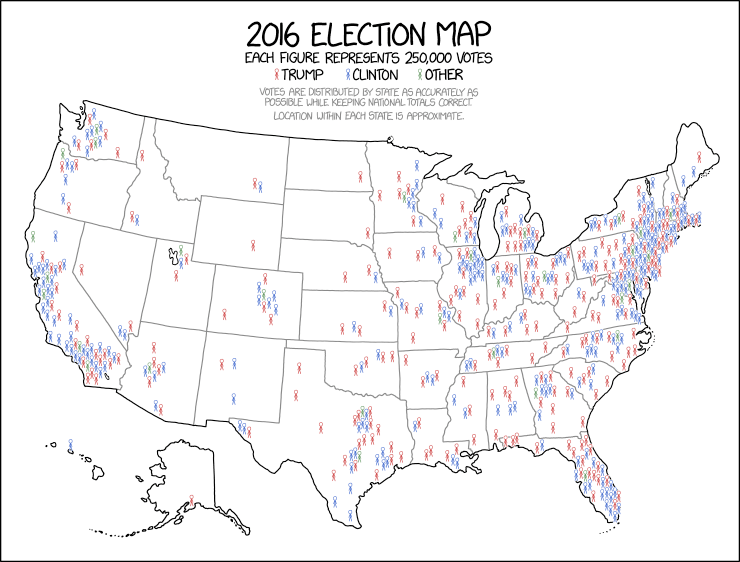 2016 ELECTION MAP
EACH FIGURE REPRESENTS 250,000 VOTES
TRUMP CLINTON OTHER
VOTES ARE DISTRIBUTED BY STATE AS ACCURATELY AS
POSSIBLE WHILE KEEPING NATIONAL TOTALS CORRECT.
LOCATION WITHIN EACH STATE IS APPROXIMATE.